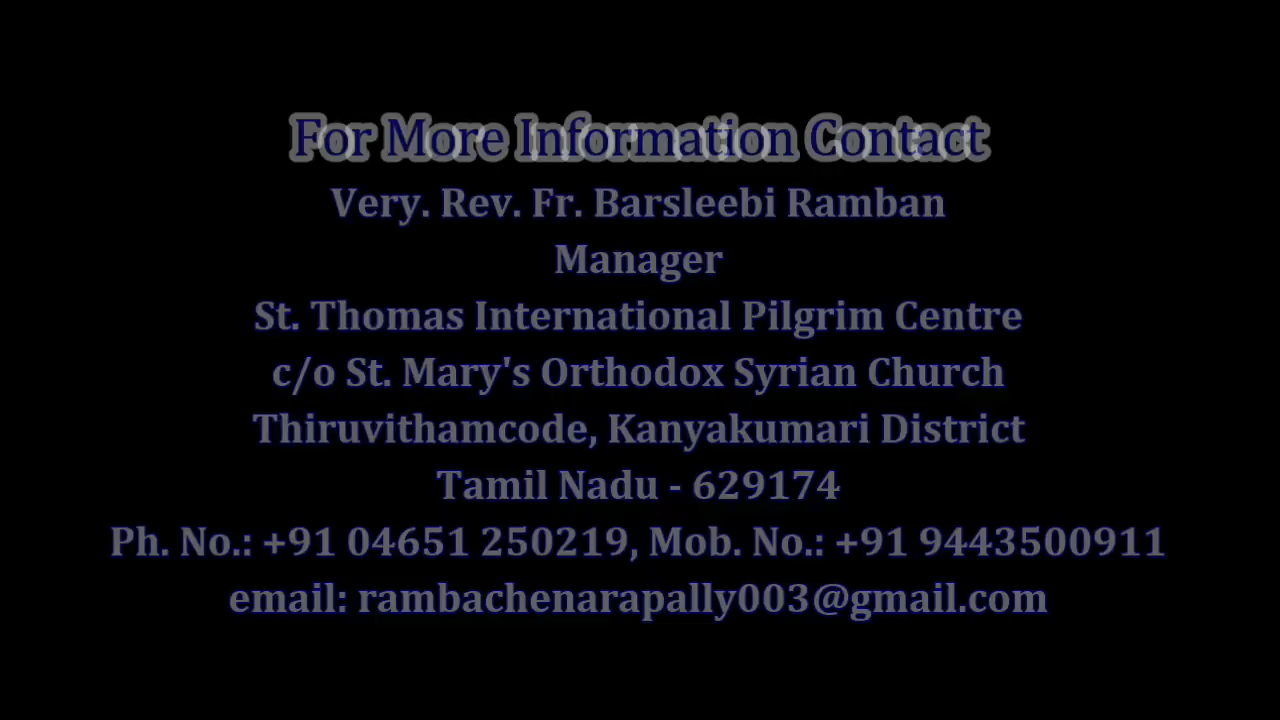 For More Information Contact
Very. Rev. Fr. Barsleebi Ramban
Manager
St. Thomas International Pilgrim Centre
c/o St. Mary's Orthodox Syrian Church
Thiruvithamcode, Kanyakumari District
Tamil Nadu - 629174
Ph. No.: +91 04651 250219, Mob. No.: +91 9443500911
email: rambachenarapally003@gmail.com